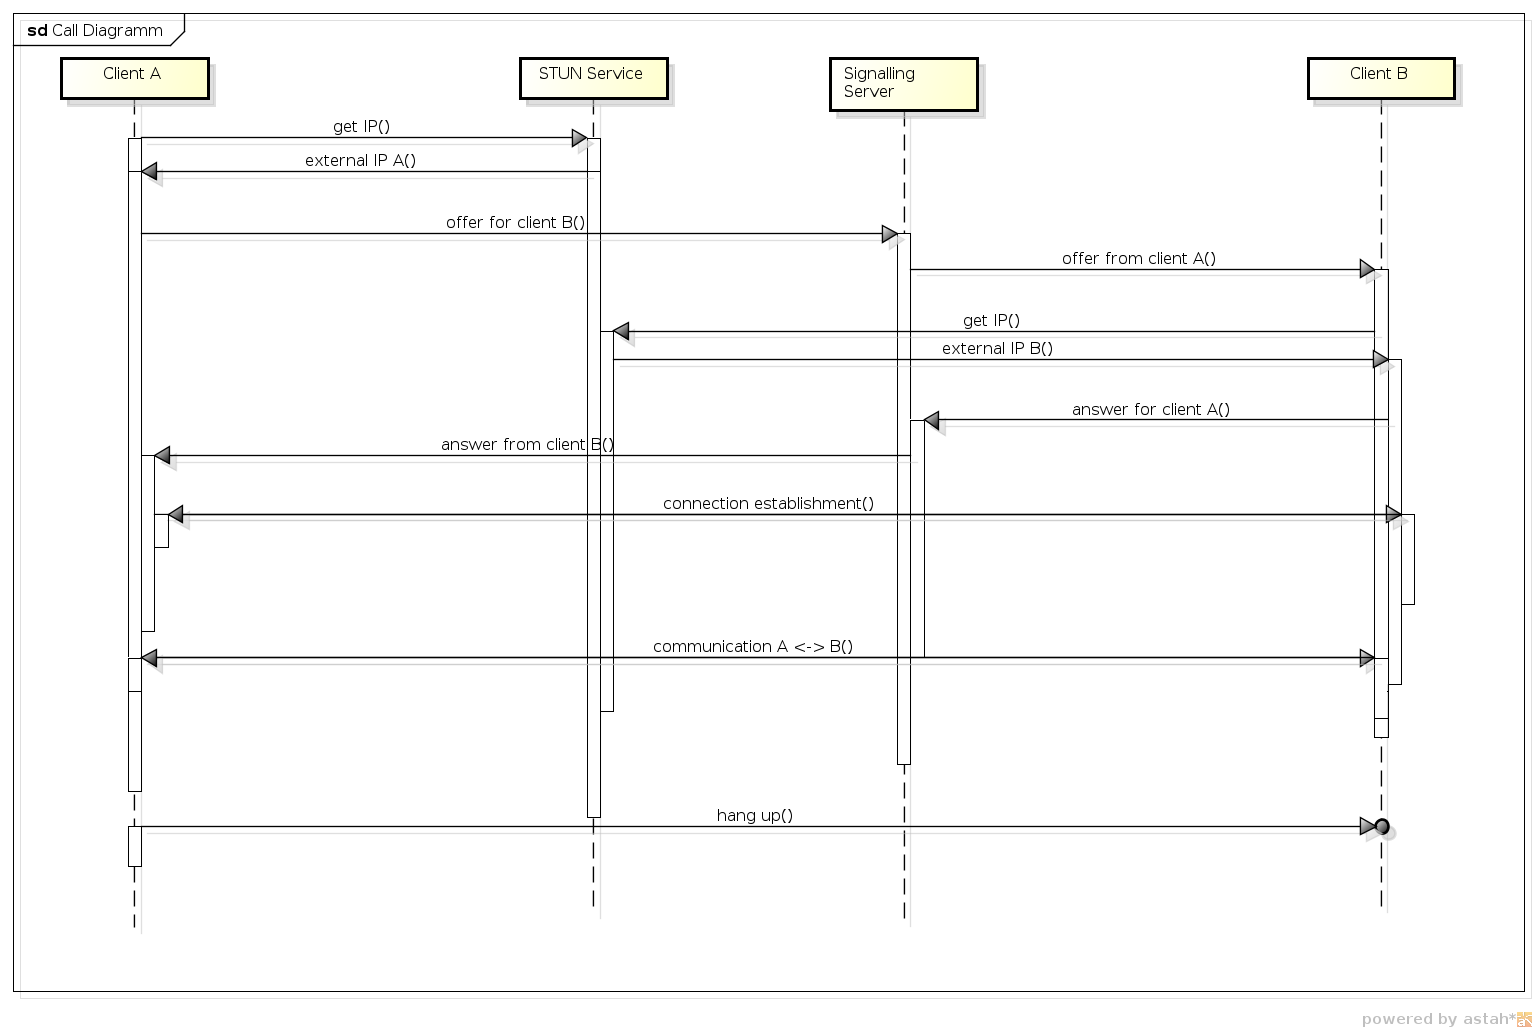 sd Call Diagramm
Client A
STUN Service
Signalling
Server
Client B
get IP()
external IP A()
offer for client B()
offer from client A()
get IP()
external IP B()
answer for client A()
answer from client B()
connection establishment()
communication A <-> B()
hang up()
powered by astah*